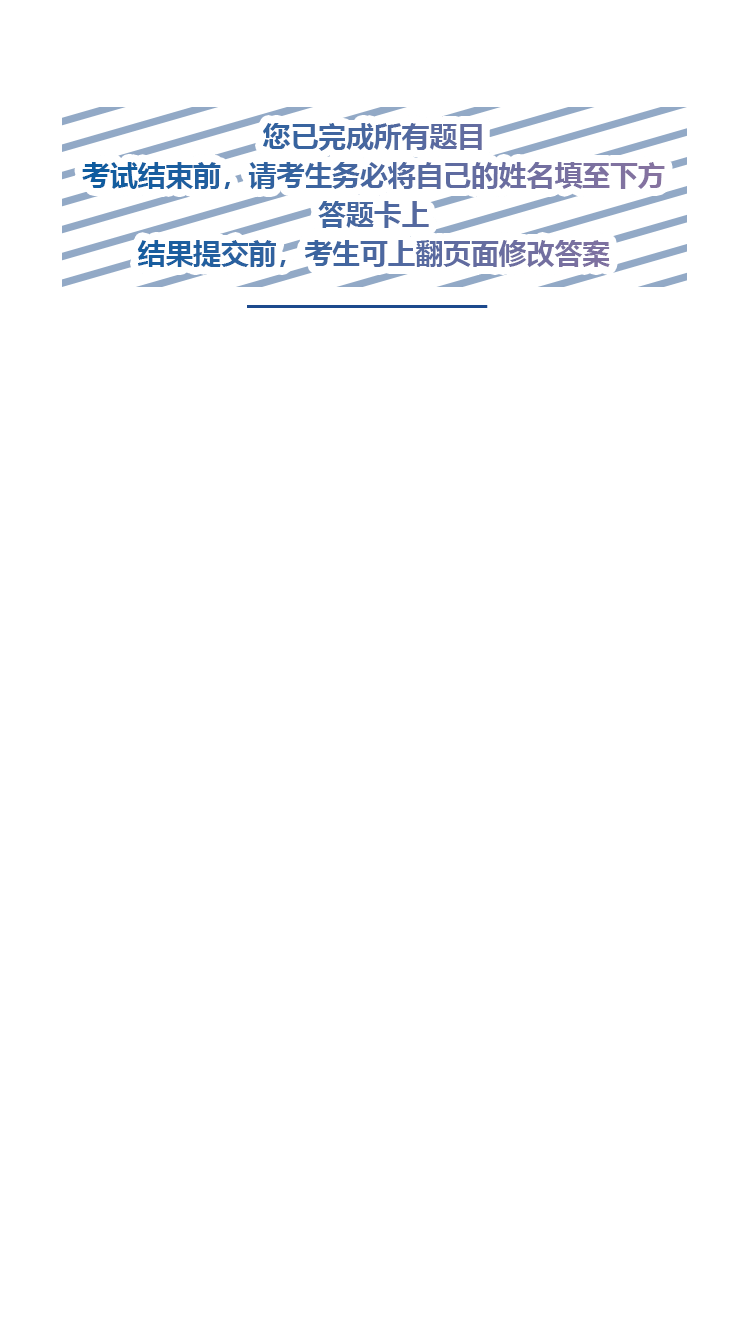 您已完成所有题目
考试结束前，请考生务必将自己的姓名填至下方
答题卡上
结果提交前，考生可上翻页面修改答案